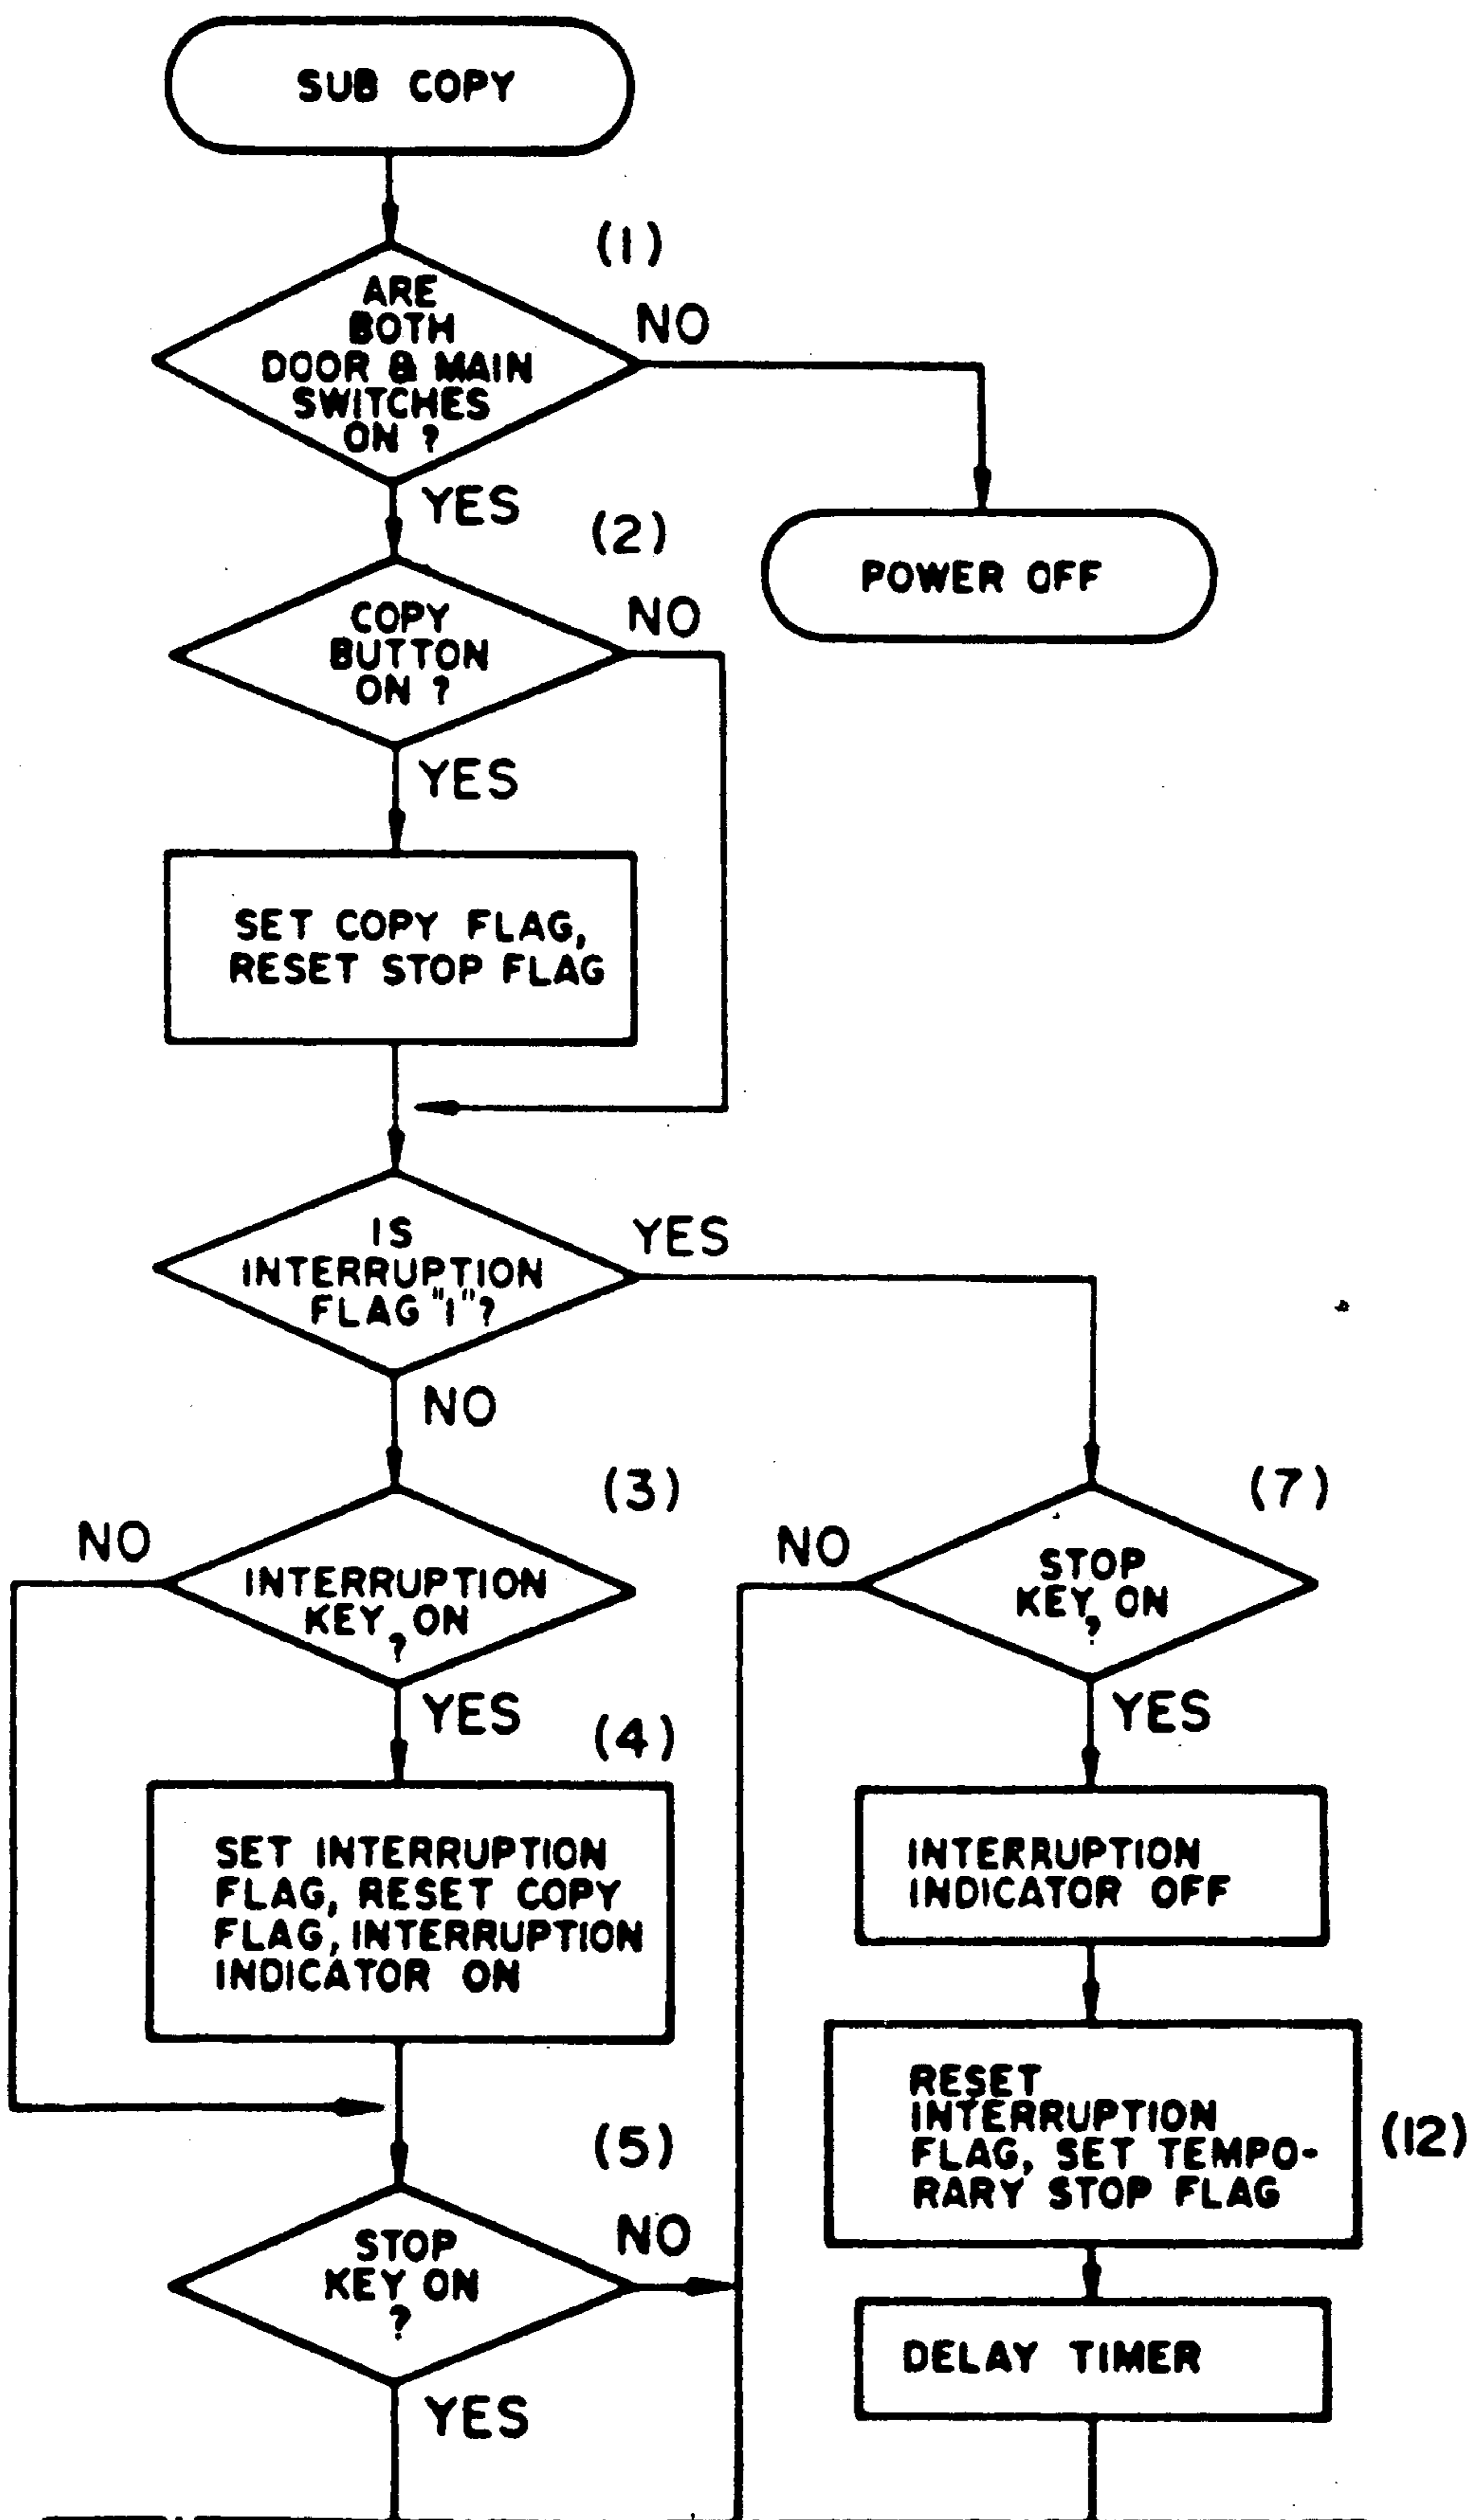 SUB COPY
(1)
ARE
BOTH
DOOR & MAIN
SWITCHES
ON ?
NO
YES
POWER OFF
(2)
COPY
BUTTON
ON ?
NO
YES
SET COPY FLAG,
RESET STOP FLAG
IS
INTERRUPTION
FLAG "1"?
YES
NO
(3)
NO
INTERRUPTION
KEY ON
?
YES
(4)
SET INTERRUPTION
FLAG, RESET COPY
FLAG, INTERRUPTION
INDICATOR ON
(5)
STOP
KEY ON
?
NO
YES
(7)
NO
STOP
KEY ON
?
YES
INTERRUPTION
INDICATOR OFF
RESET
INTERRUPTION
FLAG, SET TEMPO-
RARY STOP FLAG
(12)
DELAY TIMER